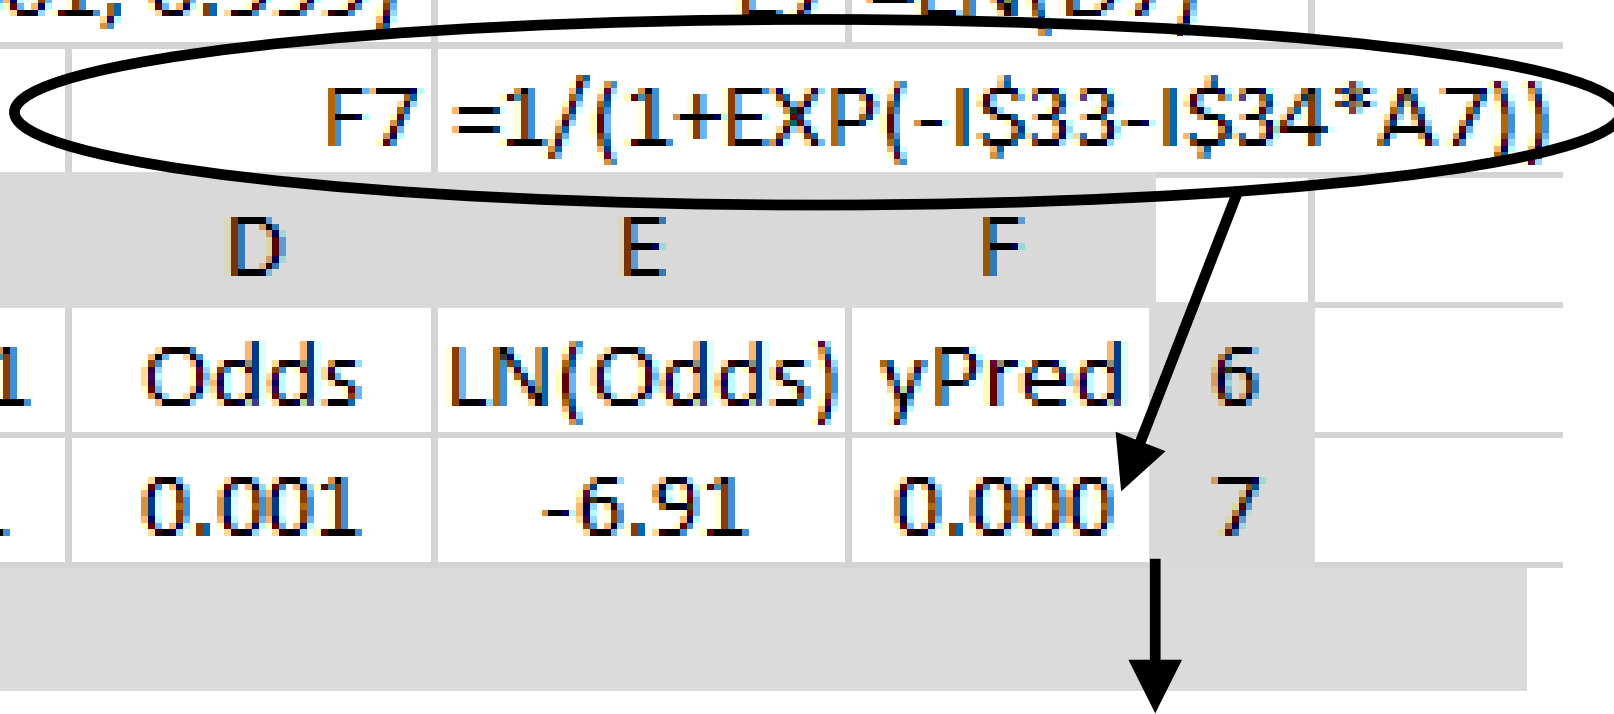 F7 =1/(1+EXP(-I$33-I$34*A7))
D E F
1 Odds LN(Odds) yPred 6
0.001 -6.91 0.000 7